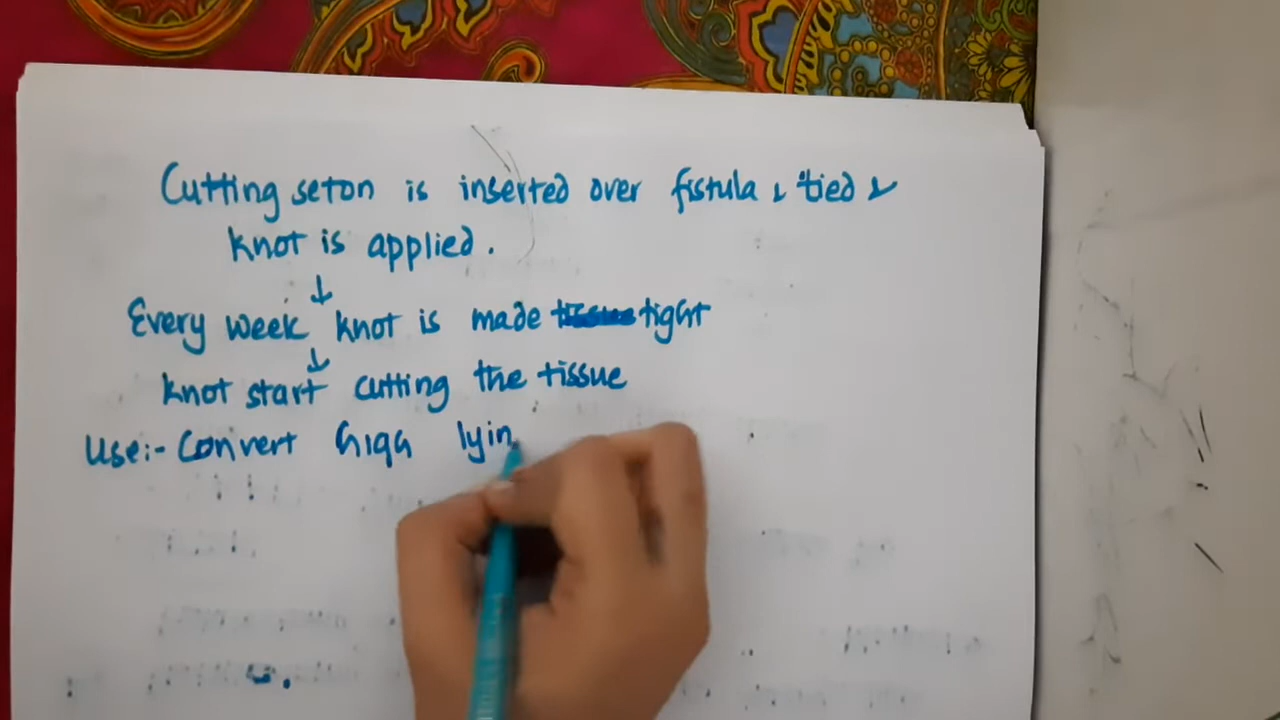 Cutting seton is inserted over fistula & tied &
knot is applied.
↓
Every week knot is made tight
↓
knot start cutting the tissue
Use:- Convert high lyin